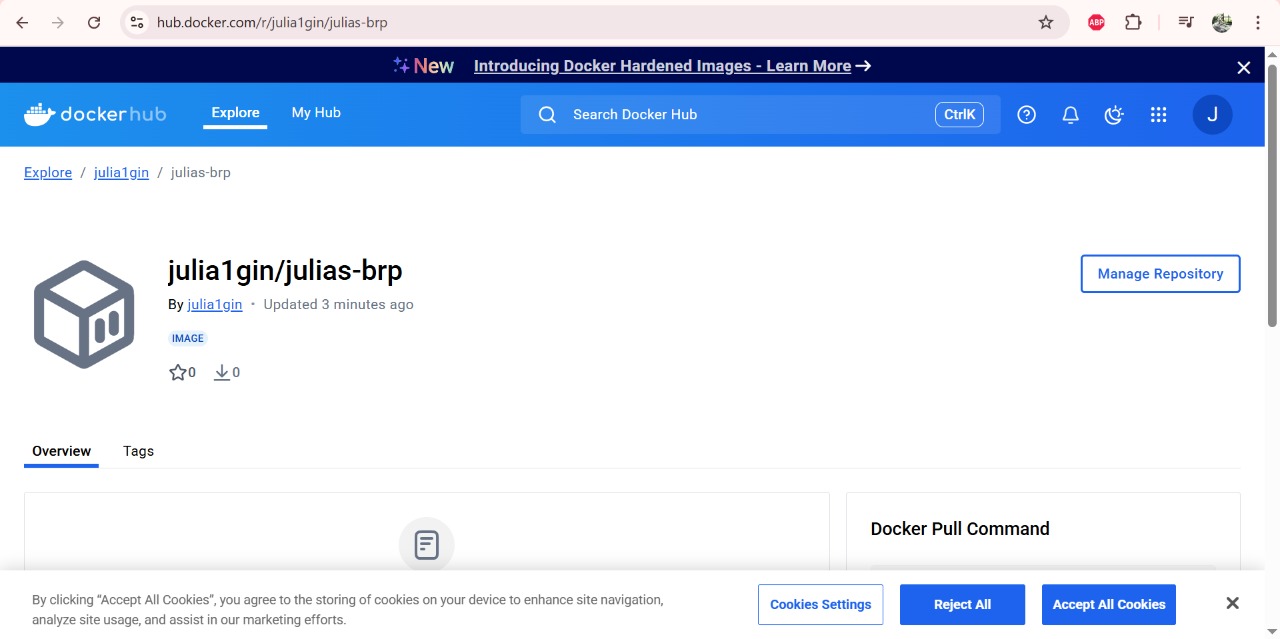 hub.docker.com/r/julia1gin/julias-brp
ABP
New Introducing Docker Hardened Images - Learn More →
dockerhub Explore My Hub Search Docker Hub CtrlK J
Explore / julia1gin / julias-brp
julia1gin/julias-brp
Manage Repository
By julia1gin • Updated 3 minutes ago
IMAGE
0 0
Overview Tags
Docker Pull Command
By clicking “Accept All Cookies”, you agree to the storing of cookies on your device to enhance site navigation,
analyze site usage, and assist in our marketing efforts.
Cookies Settings Reject All Accept All Cookies